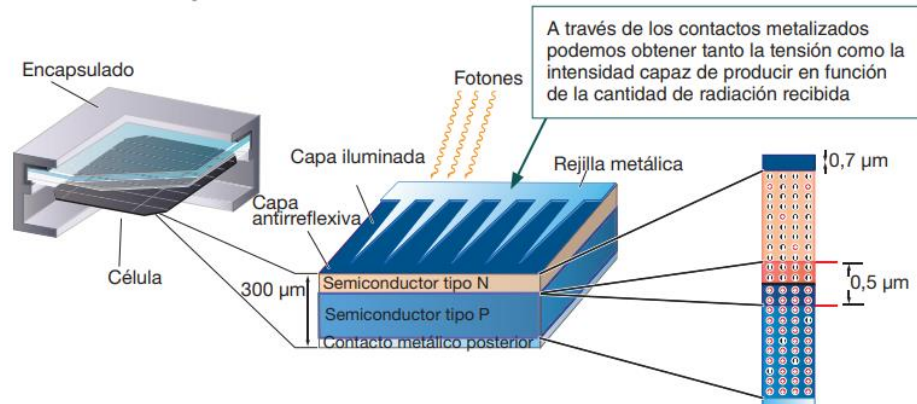 A través de los contactos metalizados
podemos obtener tanto la tensión como la
intensidad capaz de producir en función
de la cantidad de radiación recibida
Encapsulado
Fotones
Capa iluminada
Rejilla metálica
0,7 μm
Capa
antirreflexiva
Célula
300 μm
Semiconductor tipo N
0,5 μm
Semiconductor tipo P
Contacto metálico posterior